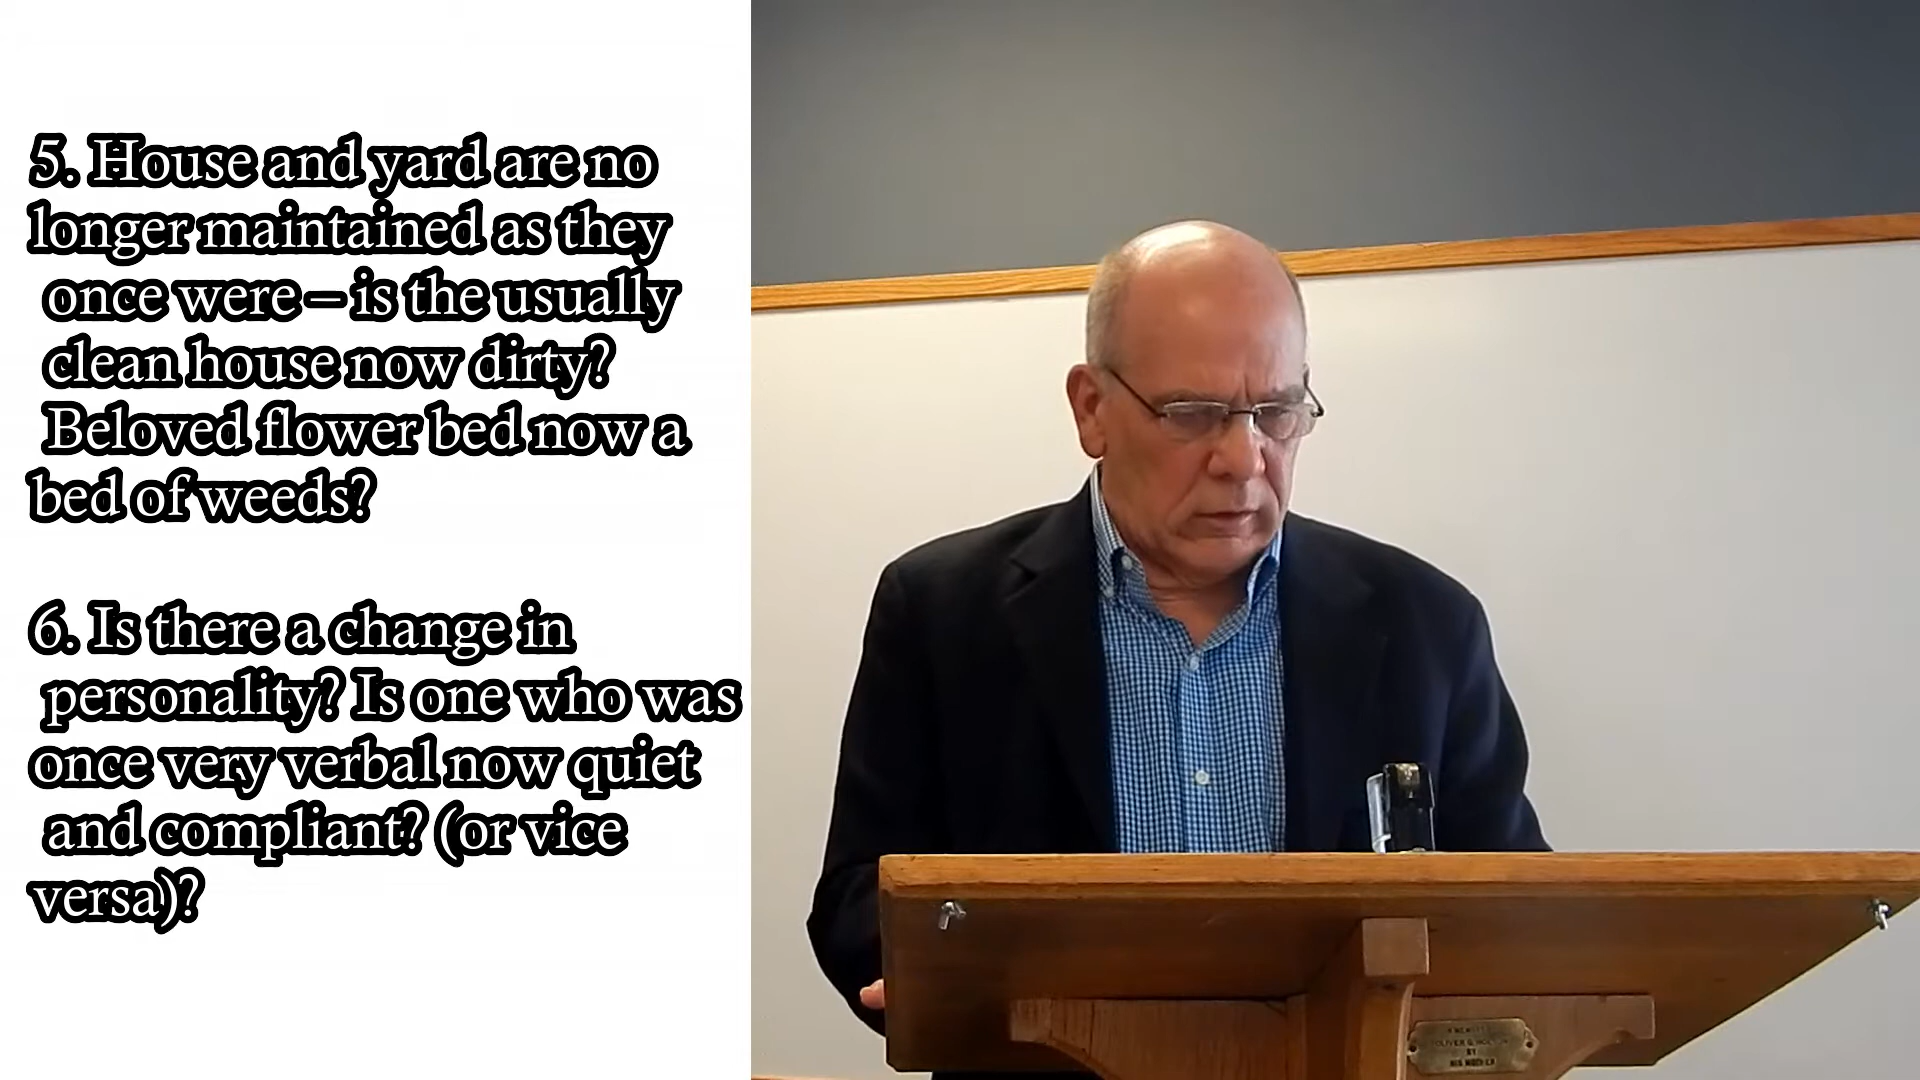 5. House and yard are no
longer maintained as they
once were – is the usually
clean house now dirty?
Beloved flower bed now a
bed of weeds?
6. Is there a change in
personality? Is one who was
once very verbal now quiet
and compliant? (or vice
versa)?
BY